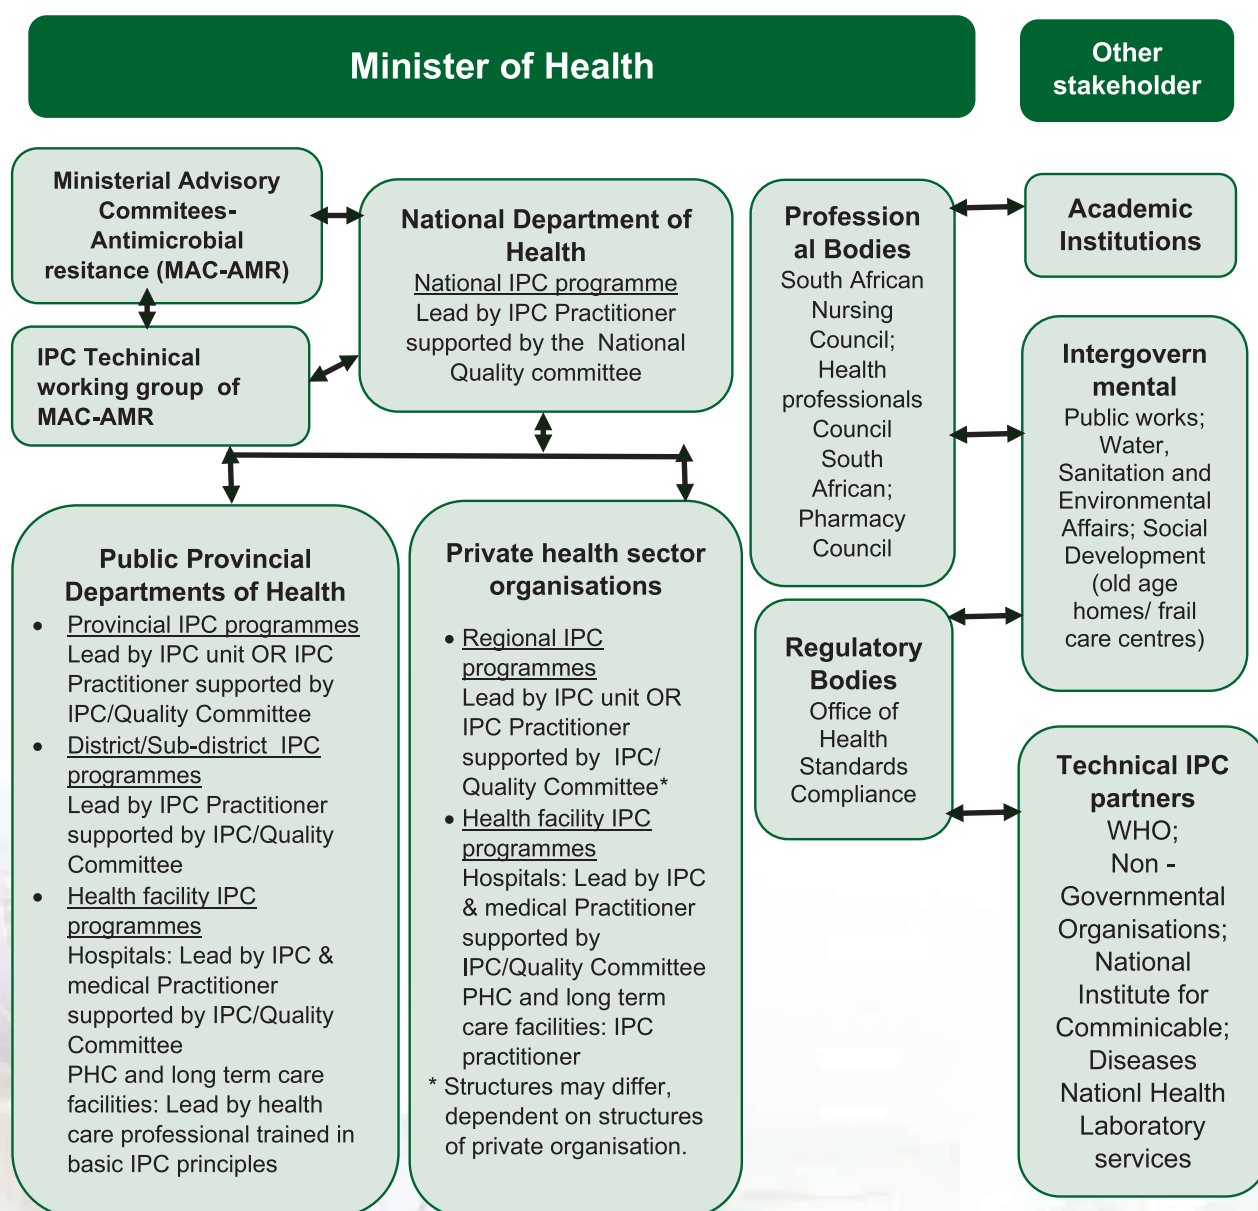 Minister of Health
Other
stakeholder
Ministerial Advisory
Commitees-
Antimicrobial
resitance (MAC-AMR)
IPC Techinical
working group of
MAC-AMR
National Department of
Health
National IPC programme
Lead by IPC Practitioner
supported by the National
Quality committee
Profession
al Bodies
South African
Nursing
Council;
Health
professionals
Council
South
African;
Pharmacy
Council
Academic
Institutions
Intergovern
mental
Public works;
Water,
Sanitation and
Environmental
Affairs; Social
Development
(old age
homes/ frail
care centres)
Public Provincial
Departments of Health
• Provincial IPC programmes
Lead by IPC unit OR IPC
Practitioner supported by
IPC/Quality Committee
• District/Sub-district IPC
programmes
Lead by IPC Practitioner
supported by IPC/Quality
Committee
• Health facility IPC
programmes
Hospitals: Lead by IPC &
medical Practitioner
supported by IPC/Quality
Committee
PHC and long term care
facilities: Lead by health
care professional trained in
basic IPC principles
Private health sector
organisations
• Regional IPC
programmes
Lead by IPC unit OR
IPC Practitioner
supported by IPC/
Quality Committee*
• Health facility IPC
programmes
Hospitals: Lead by IPC
& medical Practitioner
supported by
IPC/Quality Committee
PHC and long term
care facilities: IPC
practitioner
* Structures may differ,
dependent on structures
of private organisation.
Regulatory
Bodies
Office of
Health
Standards
Compliance
Technical IPC
partners
WHO;
Non -
Governmental
Organisations;
National
Institute for
Comminicable;
Diseases
Nationl Health
Laboratory
services